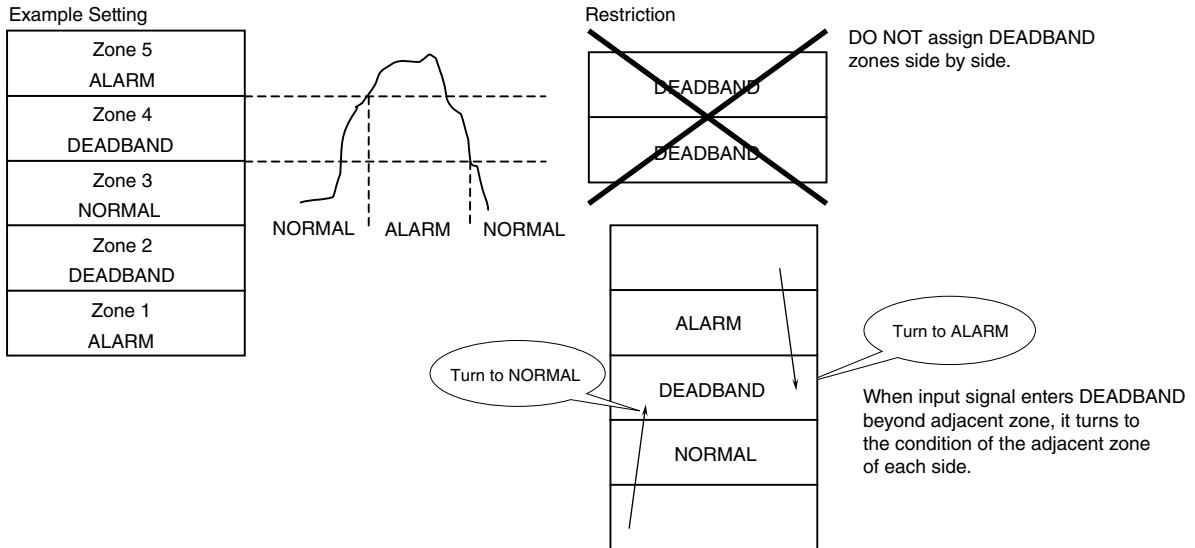 Example Setting
Zone 5
ALARM
Zone 4
DEADBAND
Zone 3
NORMAL
Zone 2
DEADBAND
Zone 1
ALARM
NORMAL ALARM NORMAL
Restriction
DEADBAND
DEADBAND
DO NOT assign DEADBAND
zones side by side.
ALARM
DEADBAND
NORMAL
Turn to NORMAL
Turn to ALARM
When input signal enters DEADBAND
beyond adjacent zone, it turns to
the condition of the adjacent zone
of each side.